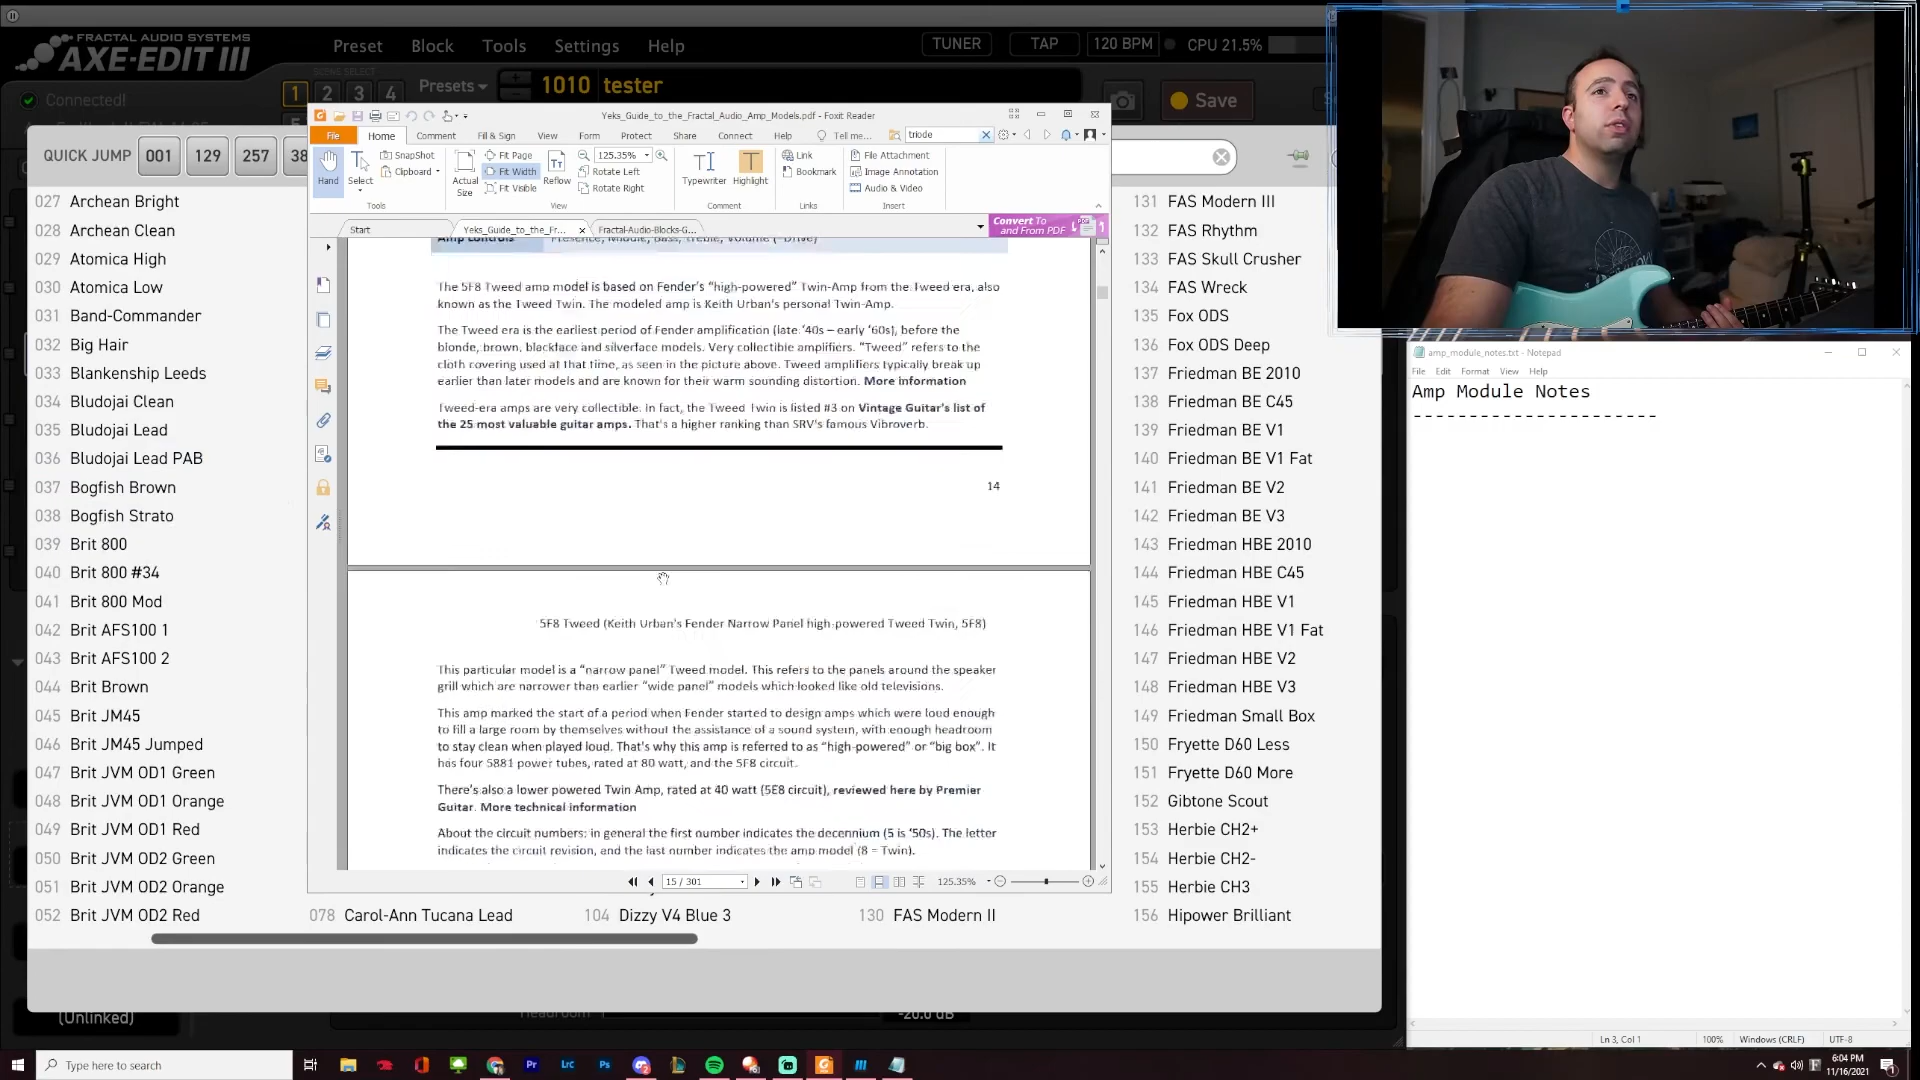 FRACTAL AUDIO SYSTEMS
AXE-EDIT III
Preset Block Tools Settings Help
TUNER TAP 120 BPM CPU 21.5%
Connected!
1 2 3 4
Presets
1010 tester
Save
QUICK JUMP 001 129 257
027 Archean Bright
028 Archean Clean
029 Atomica High
030 Atomica Low
031 Band-Commander
032 Big Hair
033 Blankenship Leeds
034 Bludojai Clean
035 Bludojai Lead
036 Bludojai Lead PAB
037 Bogfish Brown
038 Bogfish Strato
039 Brit 800
040 Brit 800 #34
041 Brit 800 Mod
042 Brit AFS100 1
043 Brit AFS100 2
044 Brit Brown
045 Brit JM45
046 Brit JM45 Jumped
047 Brit JVM OD1 Green
048 Brit JVM OD1 Orange
049 Brit JVM OD1 Red
050 Brit JVM OD2 Green
051 Brit JVM OD2 Orange
052 Brit JVM OD2 Red
Yeks_Guide_to_the_Fractal_Audio_Amp_Models.pdf - Foxit Reader
File Home Comment Fill & Sign View Form Protect Share Connect Help Tell me... triode
Hand Select SnapShot Clipboard Actual Size Fit Page Fit Width Fit Visible Reflow 125.35% Rotate Left Rotate Right Typewriter Highlight Link Bookmark File Attachment Image Annotation Audio & Video
Tools View Comment Links Insert
Start Yeks_Guide_to_the_Fr... Fractal-Audio-Blocks-G...
Convert To and From PDF
Amp Controls Presence, Middle, Bass, Treble, Volume (=Drive)
The 5F8 Tweed amp model is based on Fender's "high-powered" Twin-Amp from the Tweed era, also
known as the Tweed Twin. The modeled amp is Keith Urban's personal Twin-Amp.
The Tweed era is the earliest period of Fender amplification (late '40s – early '60s), before the
blonde, brown, blackface and silverface models. Very collectible amplifiers. "Tweed" refers to the
cloth covering used at that time, as seen in the picture above. Tweed amplifiers typically break up
earlier than later models and are known for their warm sounding distortion. More information
Tweed-era amps are very collectible. In fact, the Tweed Twin is listed #3 on Vintage Guitar's list of
the 25 most valuable guitar amps. That's a higher ranking than SRV's famous Vibroverb.
14
5F8 Tweed (Keith Urban's Fender Narrow Panel high-powered Tweed Twin, 5F8)
This particular model is a "narrow panel" Tweed model. This refers to the panels around the speaker
grill which are narrower than earlier "wide panel" models which looked like old televisions.
This amp marked the start of a period when Fender started to design amps which were loud enough
to fill a large room by themselves without the assistance of a sound system, with enough headroom
to stay clean when played loud. That's why this amp is referred to as "high-powered" or "big box". It
has four 5881 power tubes, rated at 80 watt, and the 5F8 circuit.
There's also a lower powered Twin Amp, rated at 40 watt (5E8 circuit), reviewed here by Premier
Guitar. More technical information
About the circuit numbers: in general the first number indicates the decennium (5 is '50s). The letter
indicates the circuit revision, and the last number indicates the amp model (8 = Twin).
15 / 301 125.35%
078 Carol-Ann Tucana Lead
104 Dizzy V4 Blue 3
130 FAS Modern II
131 FAS Modern III
132 FAS Rhythm
133 FAS Skull Crusher
134 FAS Wreck
135 Fox ODS
136 Fox ODS Deep
137 Friedman BE 2010
138 Friedman BE C45
139 Friedman BE V1
140 Friedman BE V1 Fat
141 Friedman BE V2
142 Friedman BE V3
143 Friedman HBE 2010
144 Friedman HBE C45
145 Friedman HBE V1
146 Friedman HBE V1 Fat
147 Friedman HBE V2
148 Friedman HBE V3
149 Friedman Small Box
150 Fryette D60 Less
151 Fryette D60 More
152 Gibtone Scout
153 Herbie CH2+
154 Herbie CH2-
155 Herbie CH3
156 Hipower Brilliant
(Unlinked)
Headroom -20.0 dB
amp_module_notes.txt - Notepad
File Edit Format View Help
Amp Module Notes
---------------------
Ln 3, Col 1 100% Windows (CRLF) UTF-8
Type here to search
6:04 PM
11/16/2021